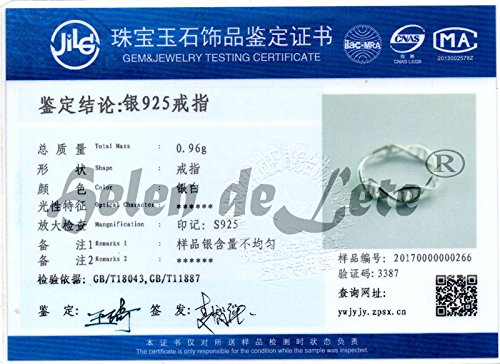 JilG
珠宝玉石饰品鉴定证书
GEM&JEWELRY TESTING CERTIFICATE
ilac-MRA
CNAS
CNAS L2226
MA
2013002578Z
鉴定结论:银925戒指
总质量 Total Mass 0.96g
形状 Shape 戒指
颜色 Color 银白
光性特征 Optical Character ******
放大检查 Magnification 印记: S925
备注1 Remarks 1 样品银含量不均匀
备注2 Remarks 2 ******
检验依据: GB/T18043,GB/T11887
鉴定: 签发:
Helen de Lete ®
样品编号: 20170000000266
验证码: 3387
查询网址:
ywjyjy.zpsx.cn
本证书仅对所送样品检测时状态负责
The Certificate is Only Responsible for the Sample Under Testing Condition